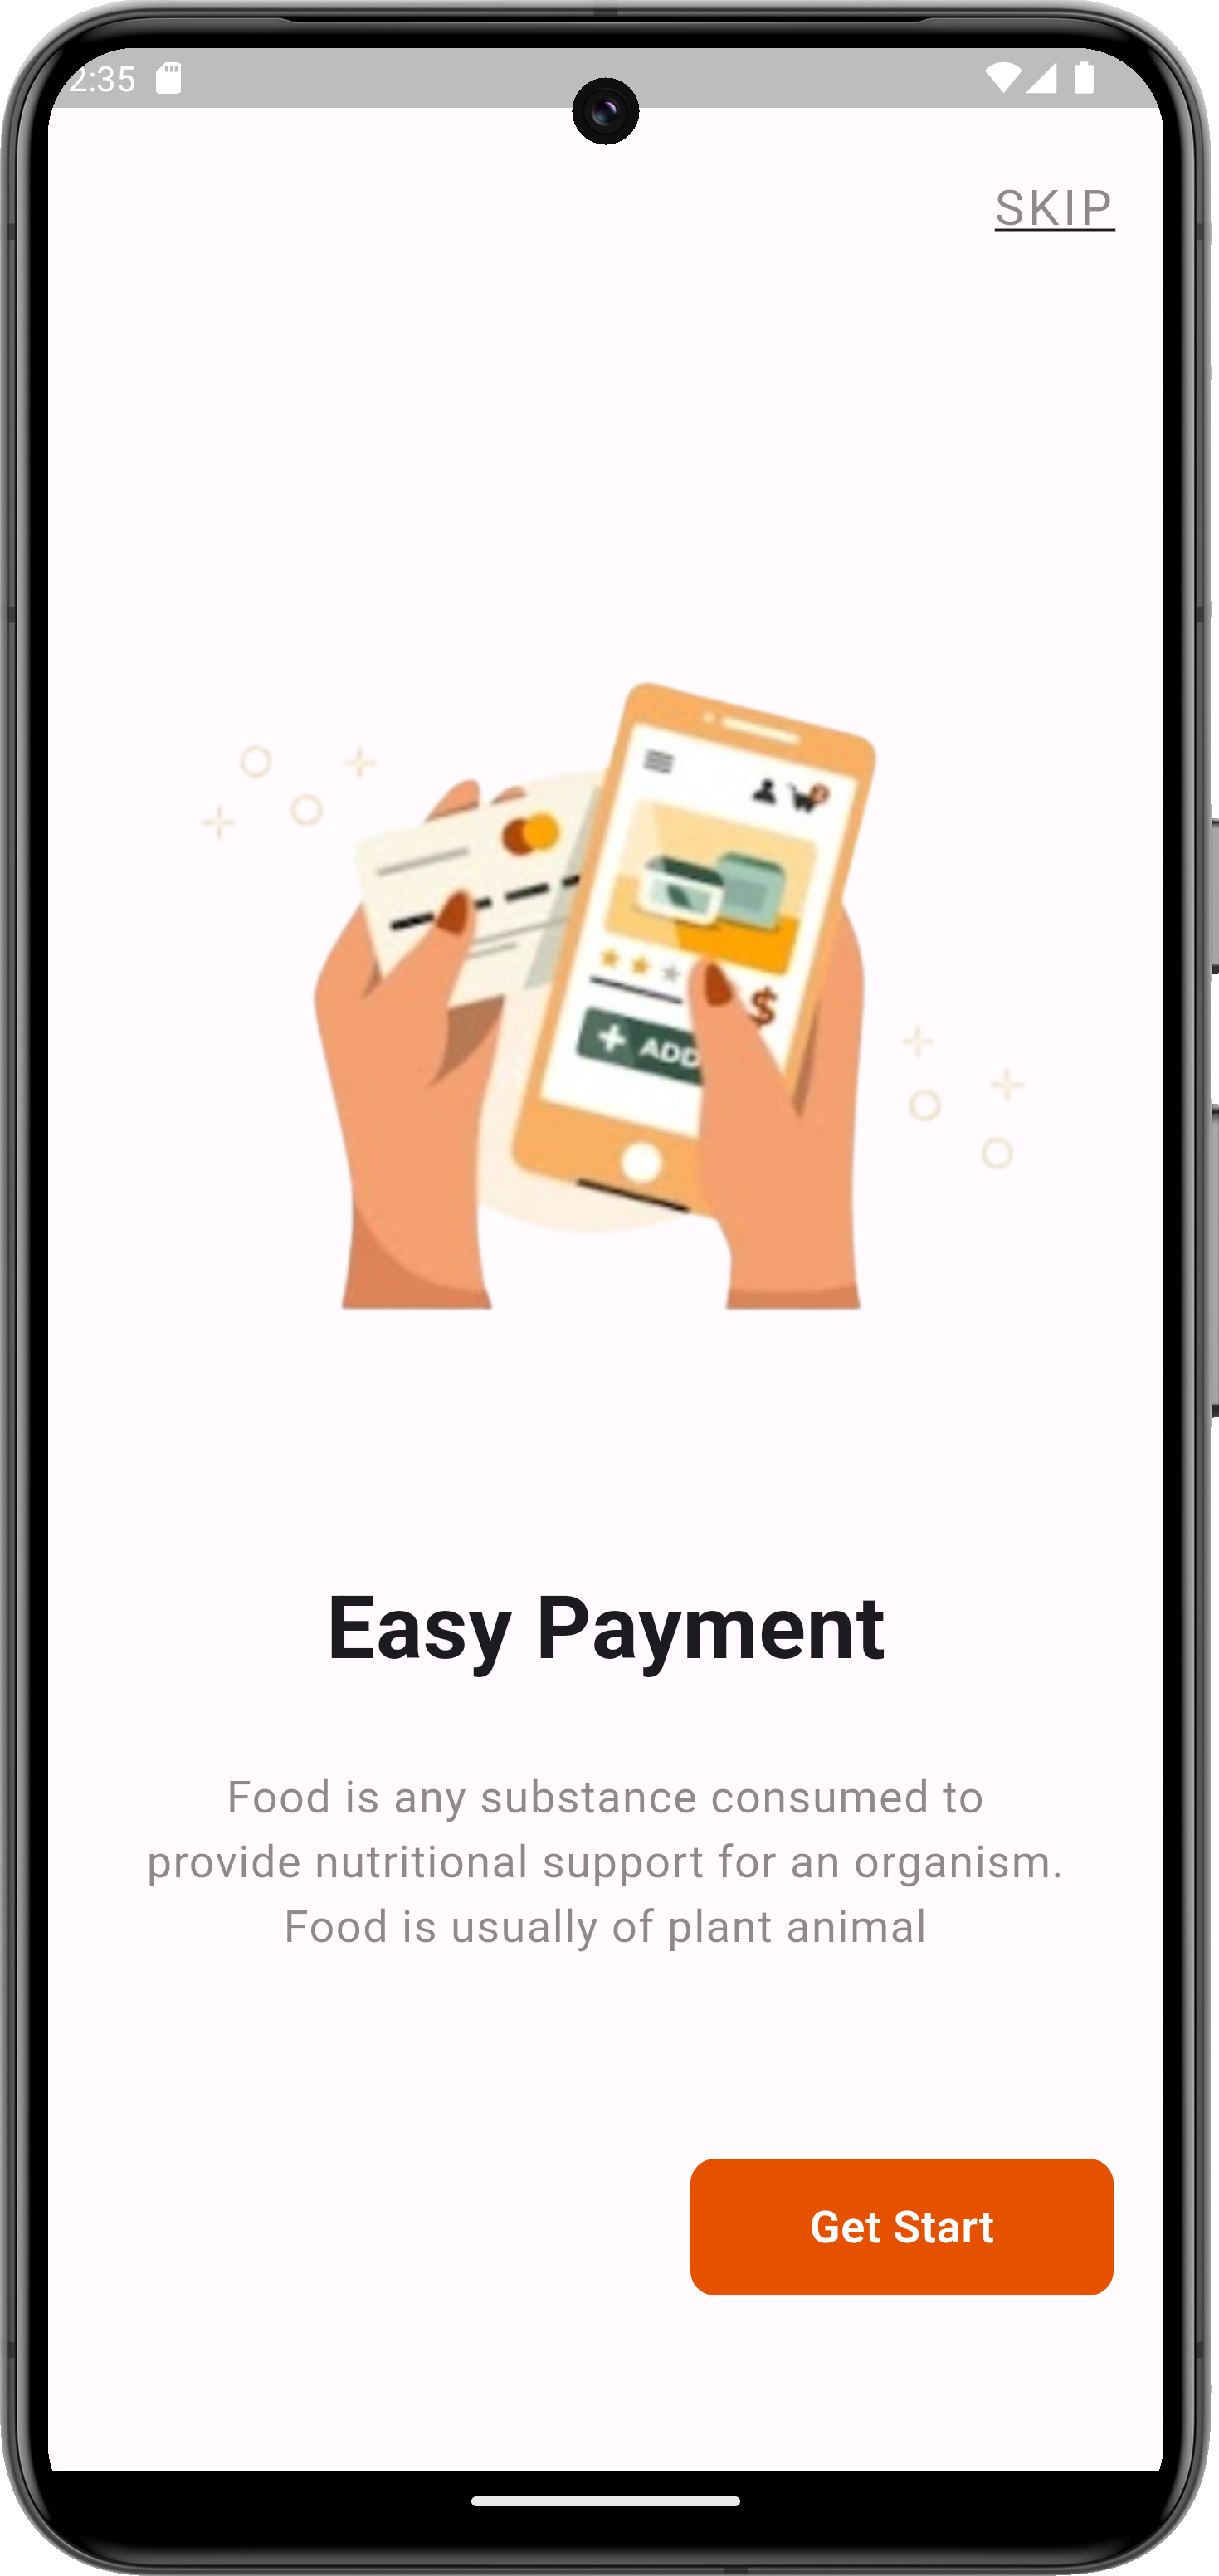 2:35
SKIP
+ ADD
$
Easy Payment
Food is any substance consumed to
provide nutritional support for an organism.
Food is usually of plant animal
Get Start